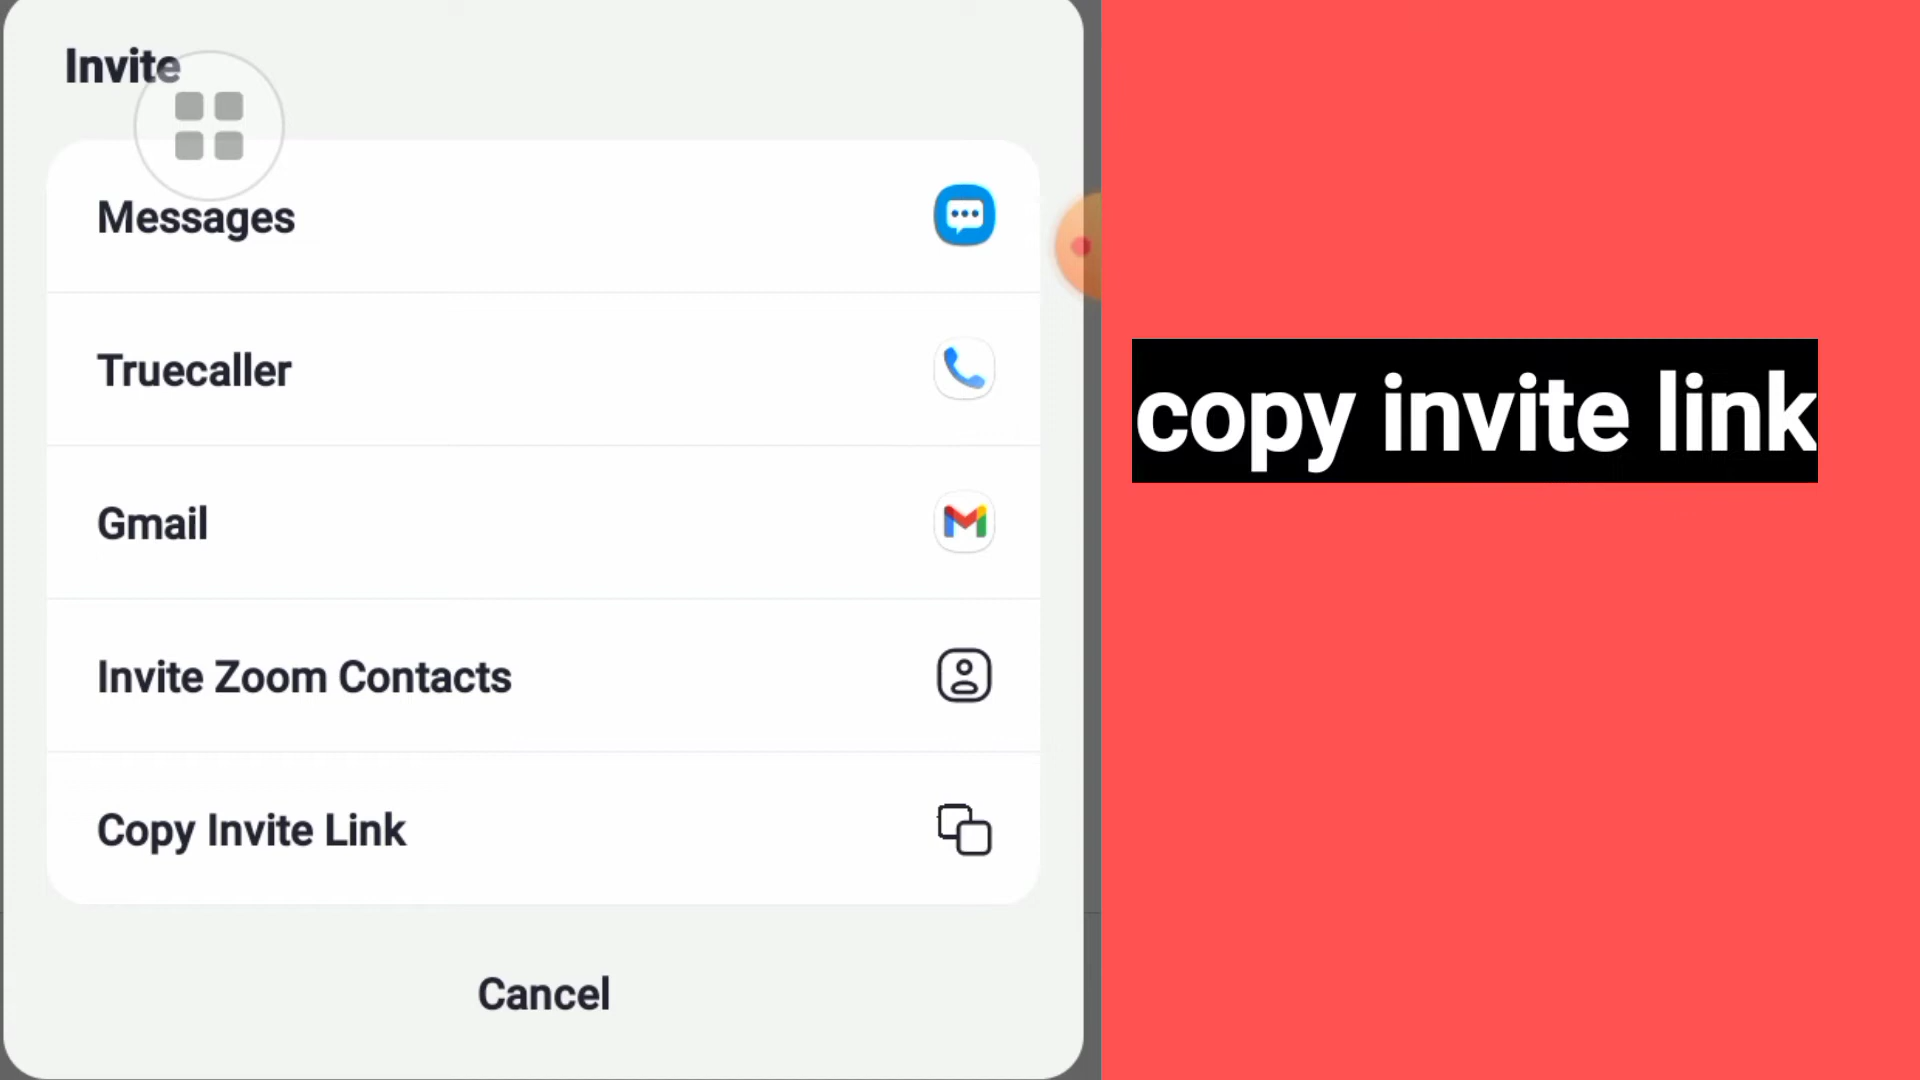 Invite
Messages
Truecaller
Gmail
Invite Zoom Contacts
Copy Invite Link
Cancel
copy invite link